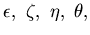 ϵ, ζ, η, θ,